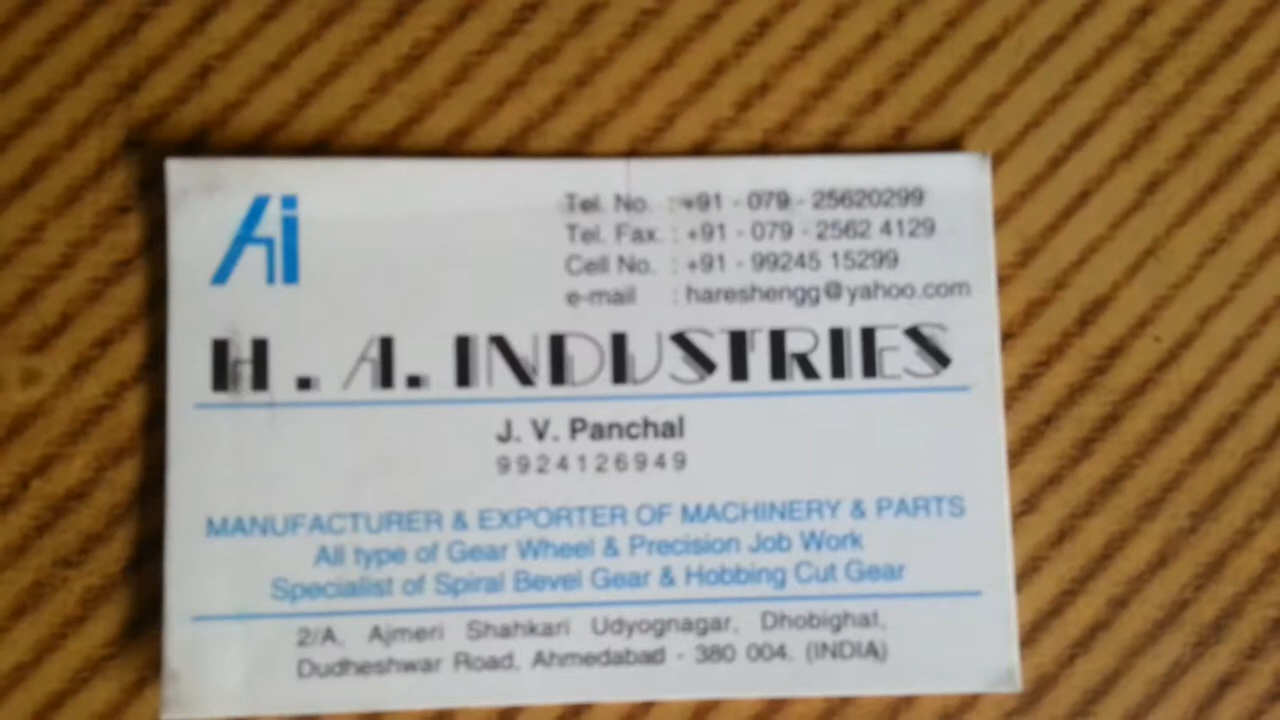 Ai
Tel. No. : +91 - 079 - 25620299
Tel. Fax. : +91 - 079 - 2562 4129
Cell No. : +91 - 99245 15299
e-mail : hareshengg@yahoo.com
H. A. INDUSTRIES
J. V. Panchal
9924126949
MANUFACTURER & EXPORTER OF MACHINERY & PARTS
All type of Gear Wheel & Precision Job Work
Specialist of Spiral Bevel Gear & Hobbing Cut Gear
2/A, Ajmeri Shahkari Udyognagar, Dhobighat,
Dudheshwar Road, Ahmedabad - 380 004. (INDIA)